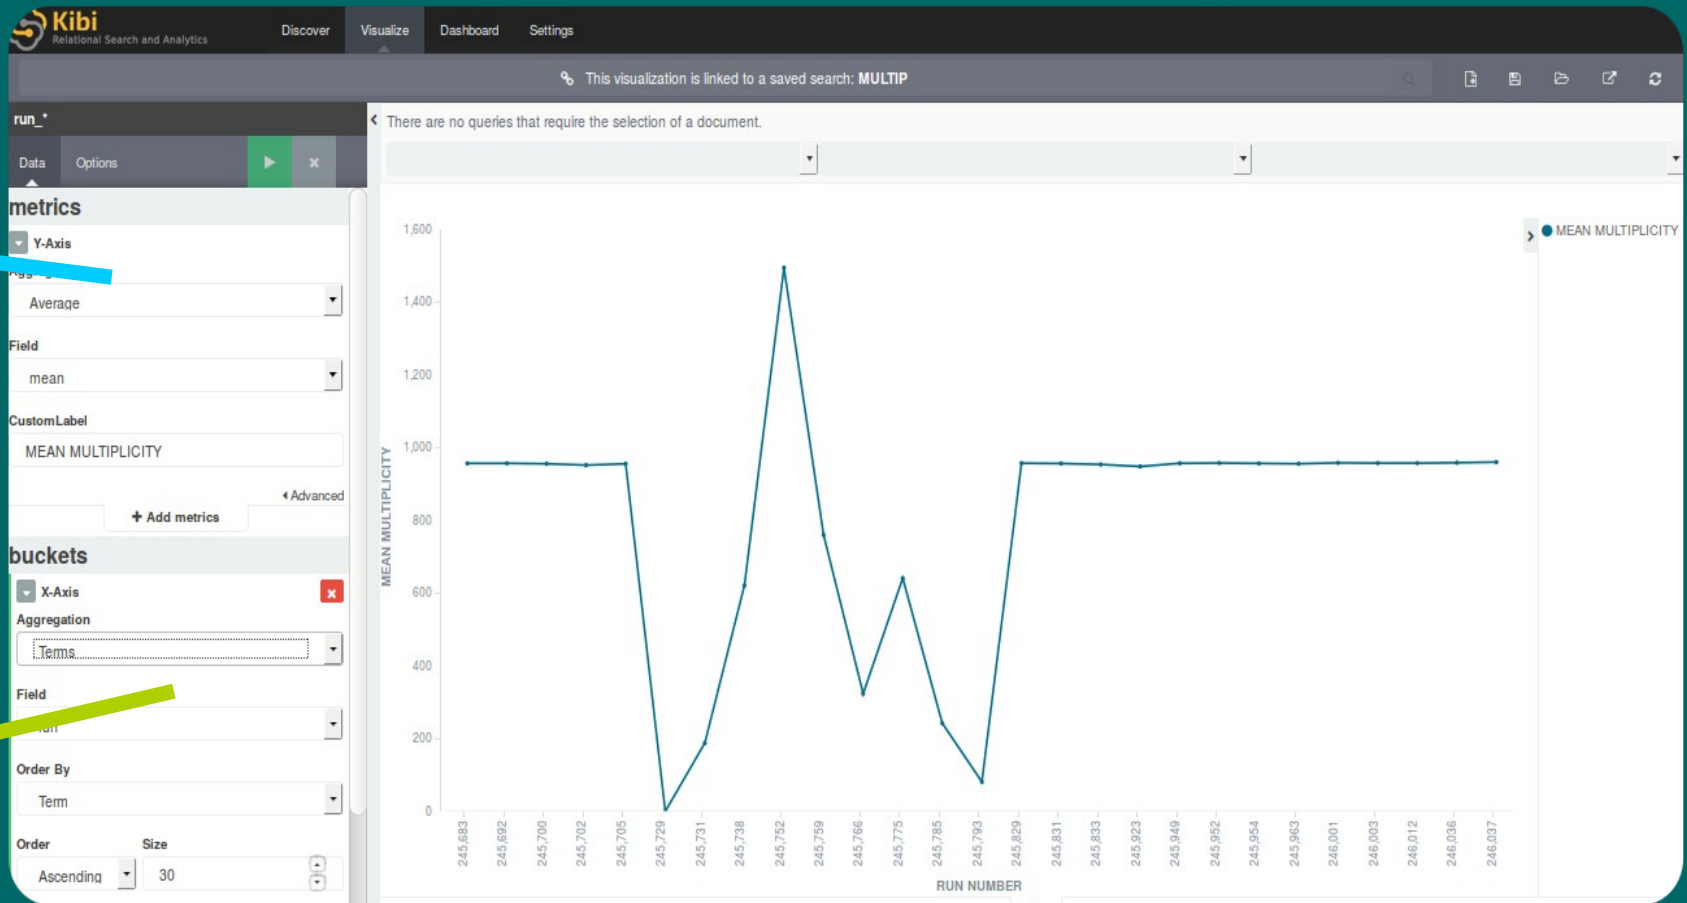 Kibi
Relational Search and Analytics
Discover Visualize Dashboard Settings
This visualization is linked to a saved search: MULTIP
run_*
There are no queries that require the selection of a document.
Data Options
metrics
Y-Axis
Average
Field
mean
CustomLabel
MEAN MULTIPLICITY
Advanced
Add metrics
buckets
X-Axis
Aggregation
Terms
Field
Order By
Term
Order Size
Ascending 30
MEAN MULTIPLICITY
1,600
1,400
1,200
1,000
800
600
400
200
0
MEAN MULTIPLICITY
245,683 245,692 245,700 245,702 245,705 245,729 245,731 245,738 245,752 245,759 245,766 245,775 245,785 245,793 245,829 245,831 245,833 245,923 245,949 245,952 245,954 245,963 246,001 246,003 246,012 246,036 246,037
RUN NUMBER